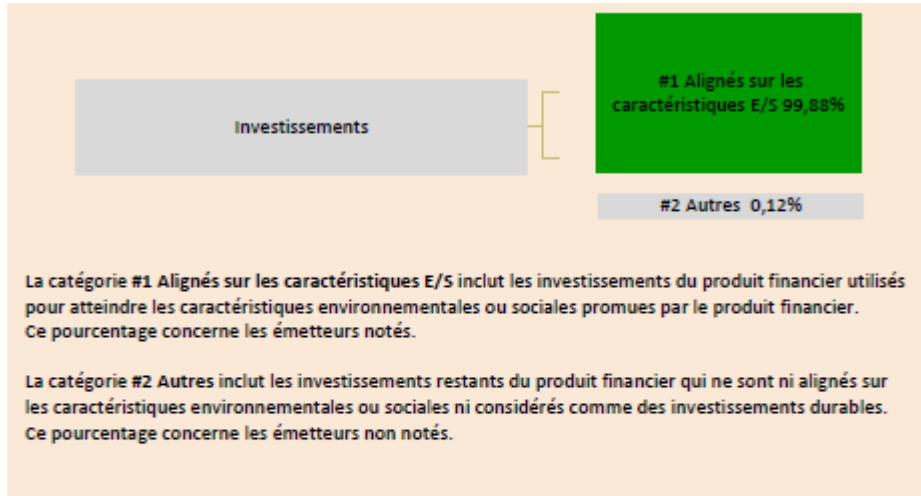 #1 Alignés sur les
caractéristiques E/S 99,88%
Investissements
#2 Autres 0,12%
La catégorie #1 Alignés sur les caractéristiques E/S inclut les investissements du produit financier utilisés
pour atteindre les caractéristiques environnementales ou sociales promues par le produit financier.
Ce pourcentage concerne les émetteurs notés.
La catégorie #2 Autres inclut les investissements restants du produit financier qui ne sont ni alignés sur
les caractéristiques environnementales ou sociales ni considérés comme des investissements durables.
Ce pourcentage concerne les émetteurs non notés.